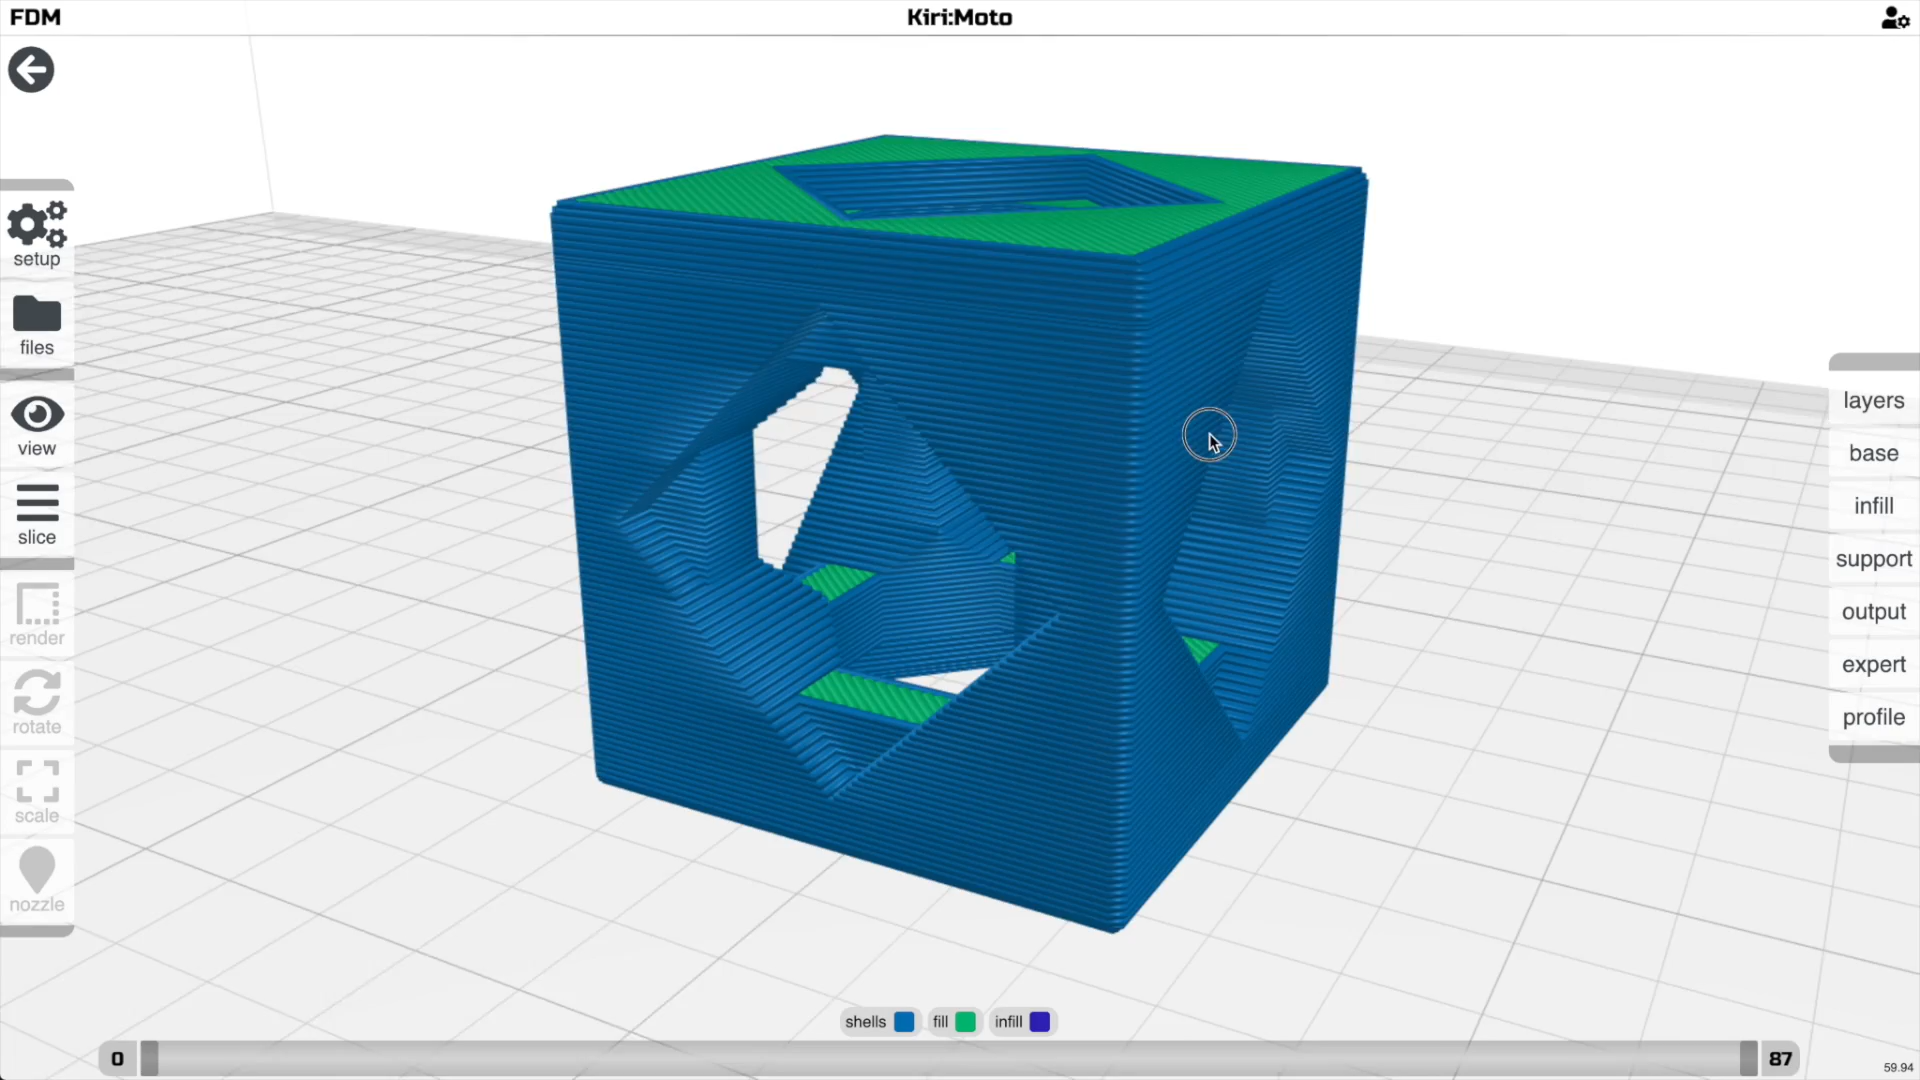 FDM
Kiri:Moto
setup
files
view
slice
render
rotate
scale
nozzle
layers
base
infill
support
output
expert
profile
shells fill infill
0
87
59.94